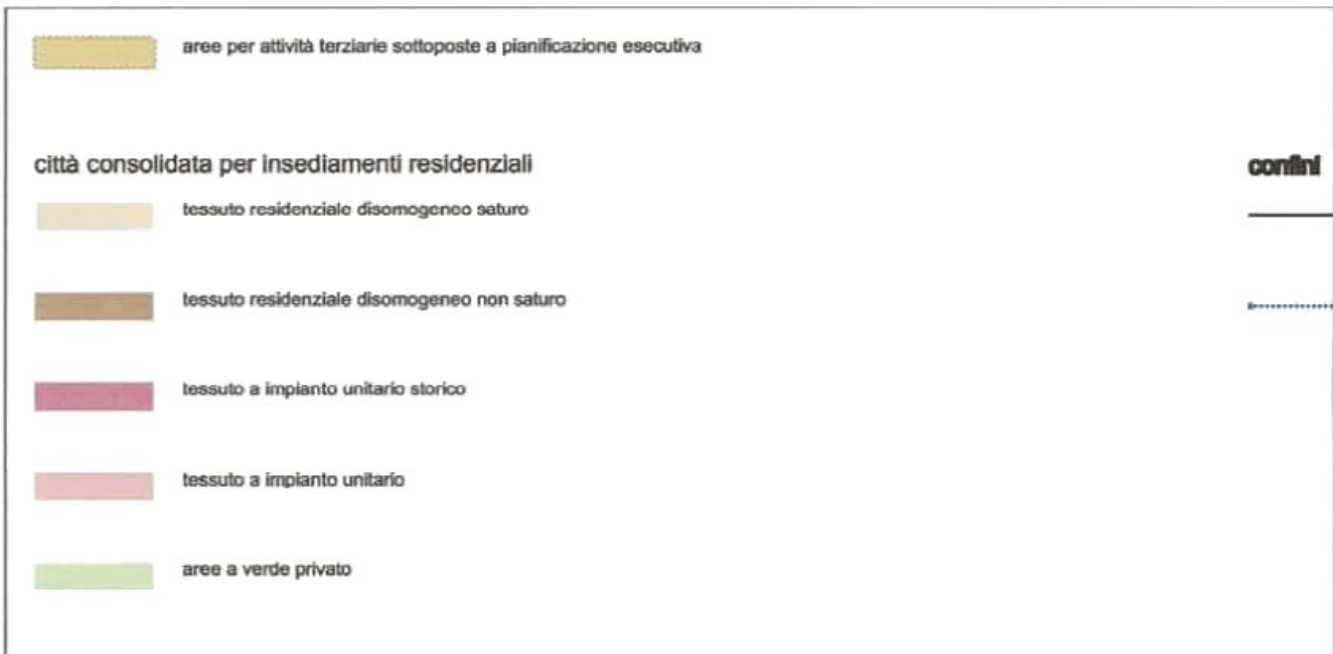 aree per attività terziarie sottoposte a pianificazione esecutiva
città consolidata per insediamenti residenziali
tessuto residenziale disomogeneo saturo
tessuto residenziale disomogeneo non saturo
tessuto a impianto unitario storico
tessuto a impianto unitario
aree a verde privato
confini